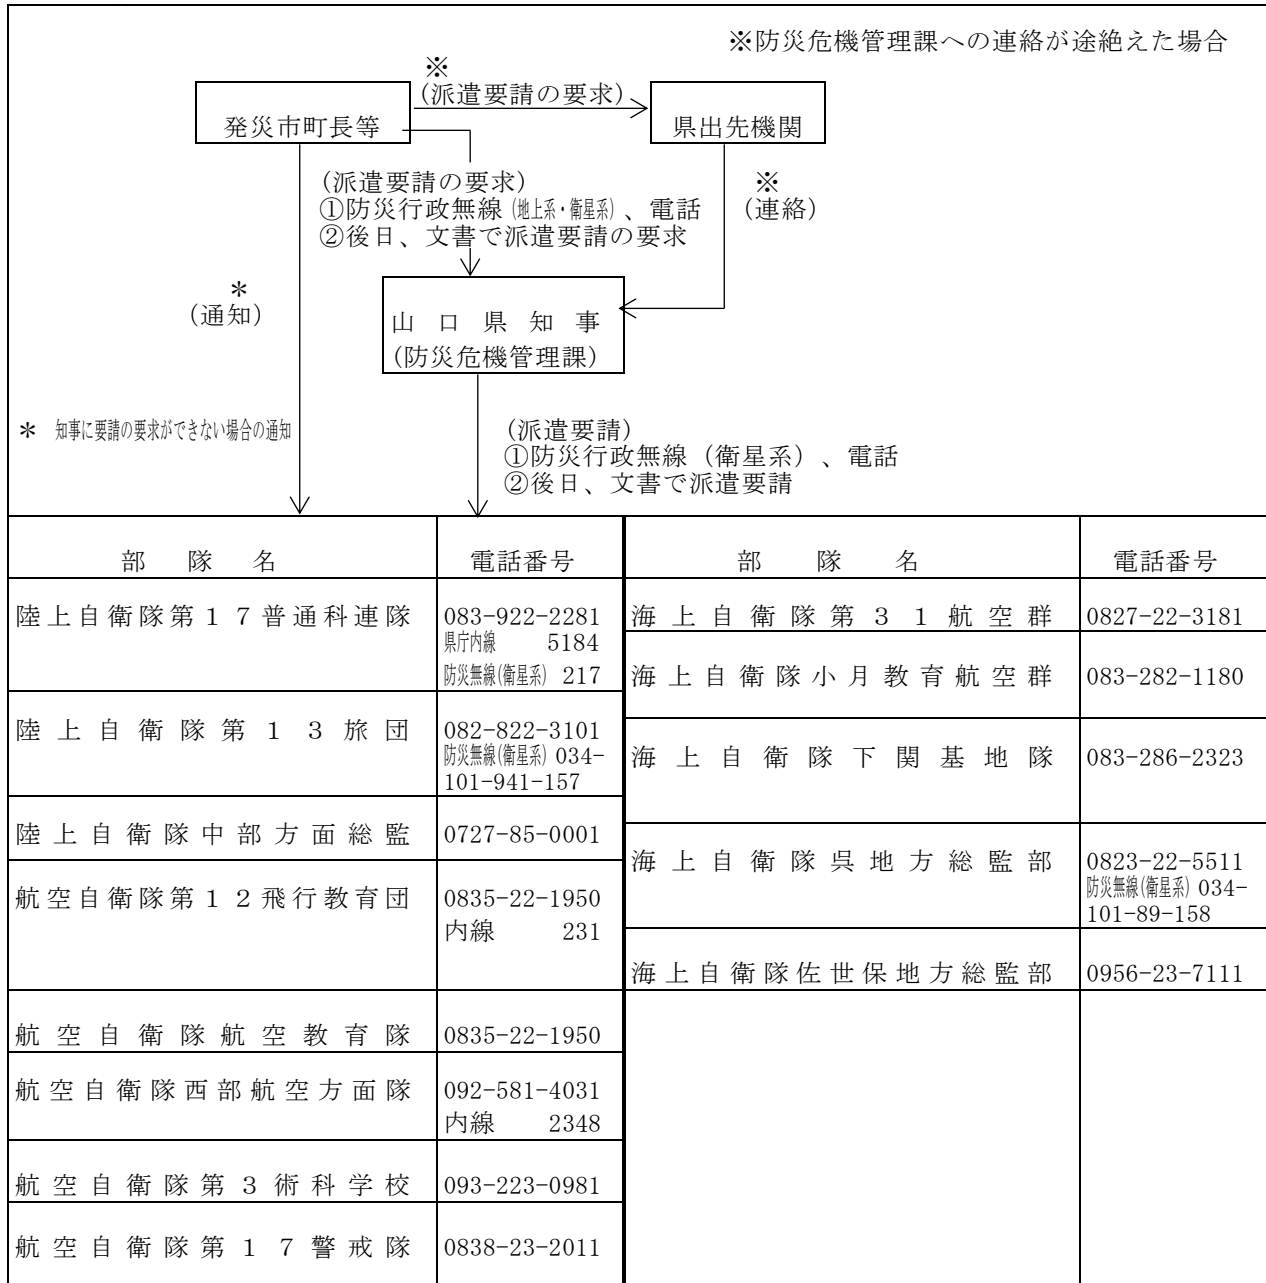 ※防災危機管理課への連絡が途絶えた場合
※
(派遣要請の要求)
発災市町長等
県出先機関
(派遣要請の要求)
①防災行政無線(地上系・衛星系)、電話
②後日、文書で派遣要請の要求
※
(連絡)
＊
(通知)
山口県知事
(防災危機管理課)
＊ 知事に要請の要求ができない場合の通知
(派遣要請)
①防災行政無線（衛星系）、電話
②後日、文書で派遣要請
部隊名 電話番号 部隊名 電話番号
陸上自衛隊第１７普通科連隊 083-922-2281
県庁内線 5184
防災無線(衛星系) 217
陸上自衛隊第１３旅団 082-822-3101
防災無線(衛星系) 034-
101-941-157
陸上自衛隊中部方面総監 0727-85-0001
航空自衛隊第１２飛行教育団 0835-22-1950
内線 231
航空自衛隊航空教育隊 0835-22-1950
航空自衛隊西部航空方面隊 092-581-4031
内線 2348
航空自衛隊第３術科学校 093-223-0981
航空自衛隊第１７警戒隊 0838-23-2011
海上自衛隊第３１航空群 0827-22-3181
海上自衛隊小月教育航空群 083-282-1180
海上自衛隊下関基地隊 083-286-2323
海上自衛隊呉地方総監部 0823-22-5511
防災無線(衛星系) 034-
101-89-158
海上自衛隊佐世保地方総監部 0956-23-7111